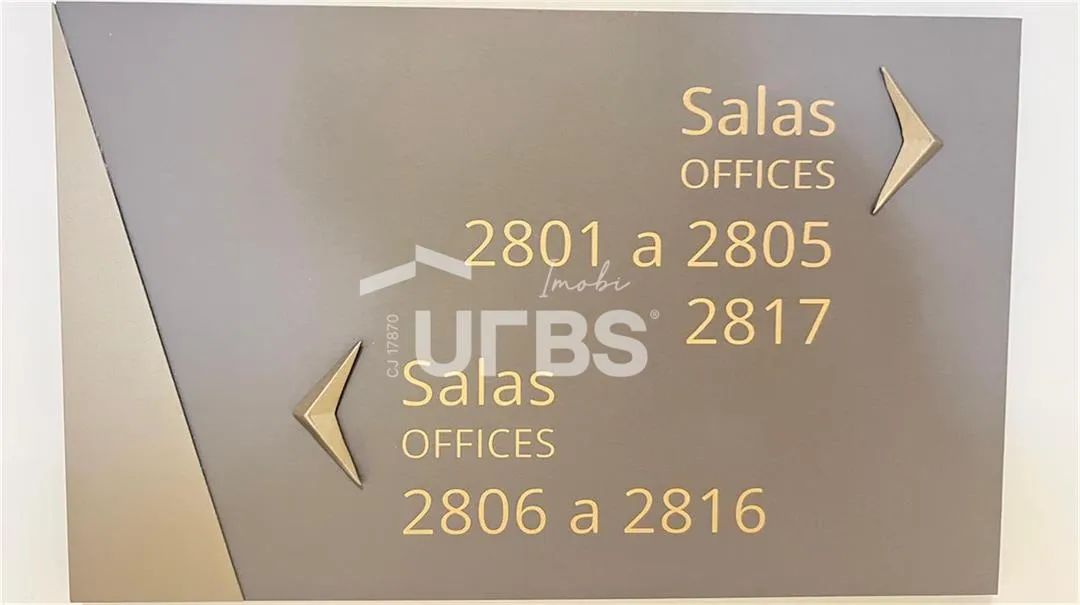 Salas
OFFICES
2801 a 2805
2817
Imobi
URBS®
CJ 17870
Salas
OFFICES
2806 a 2816